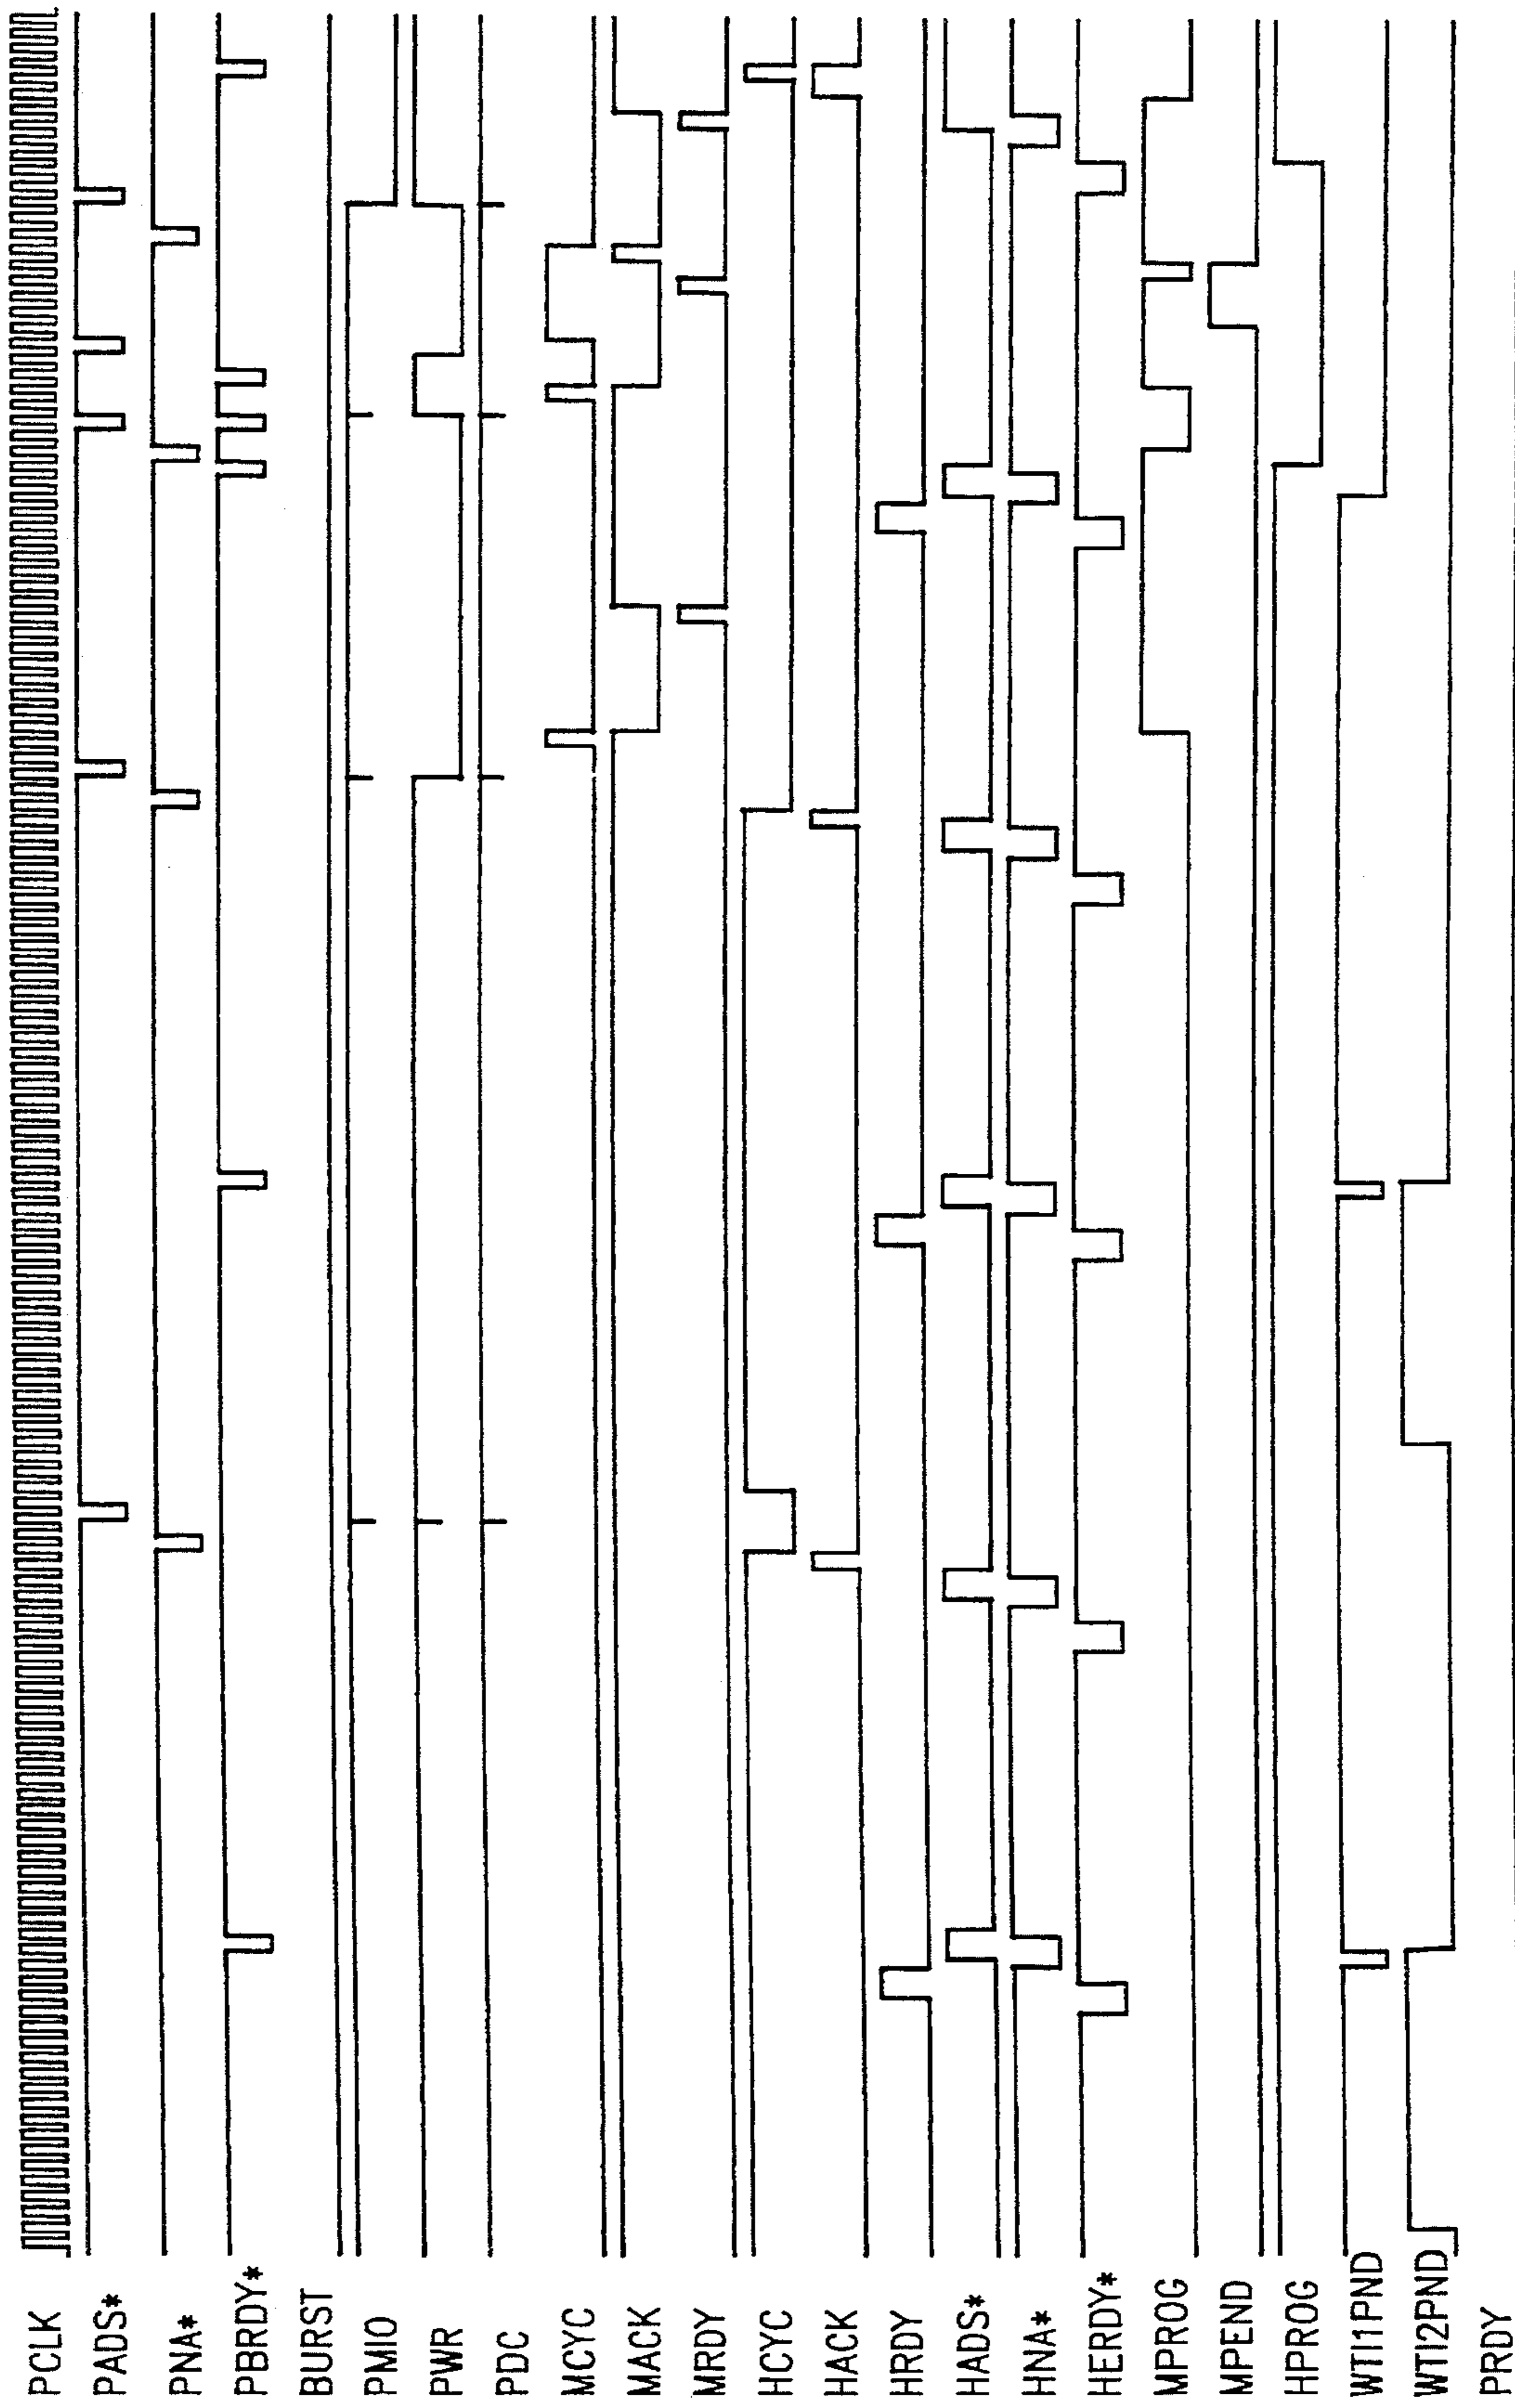 PCLK
PADS*
PNA*
PBRDY*
BURST
PMIO
PWR
PDC
MCYC
MACK
MRDY
HCYC
HACK
HRDY
HADS*
HNA*
HERDY*
MPROG
MPEND
HPROG
WTI1PND
WTI2PND
PRDY